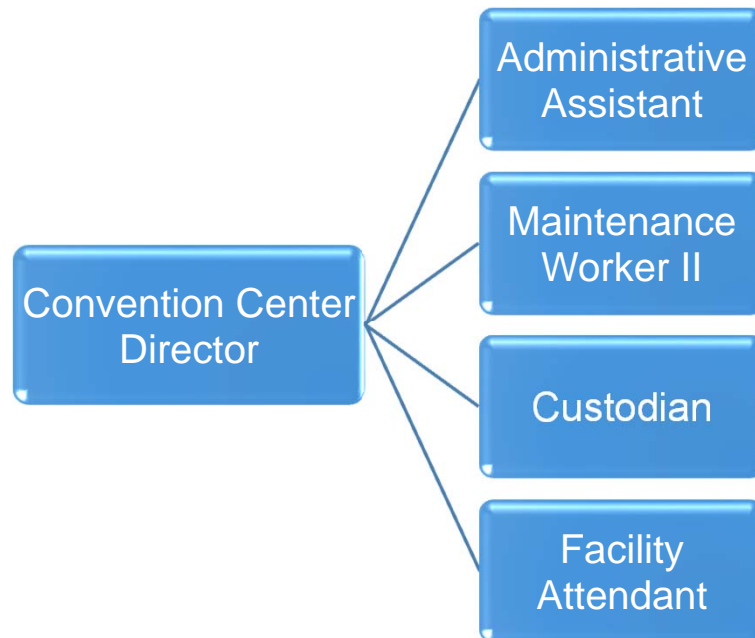 Administrative
Assistant
Maintenance
Worker II
Convention Center
Director
Custodian
Facility
Attendant